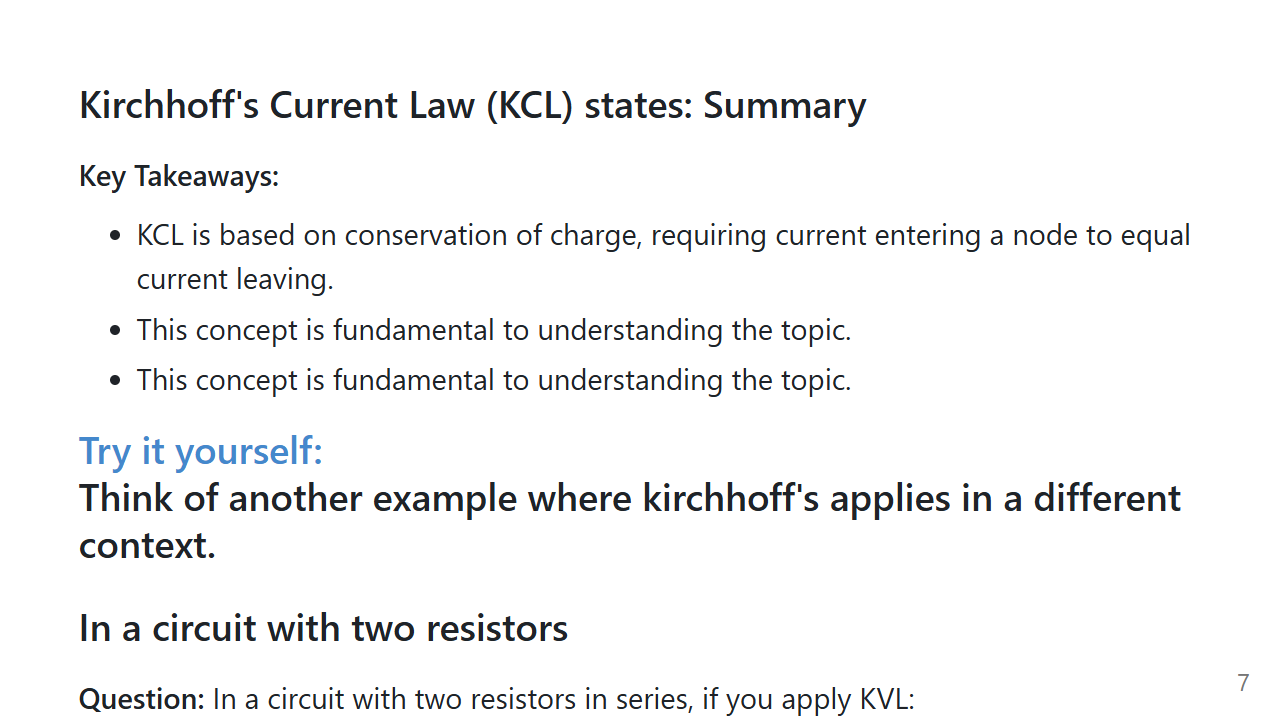 Kirchhoff's Current Law (KCL) states: Summary
Key Takeaways:
• KCL is based on conservation of charge, requiring current entering a node to equal
current leaving.
• This concept is fundamental to understanding the topic.
• This concept is fundamental to understanding the topic.
Try it yourself:
Think of another example where kirchhoff's applies in a different
context.
In a circuit with two resistors
Question: In a circuit with two resistors in series, if you apply KVL:
7